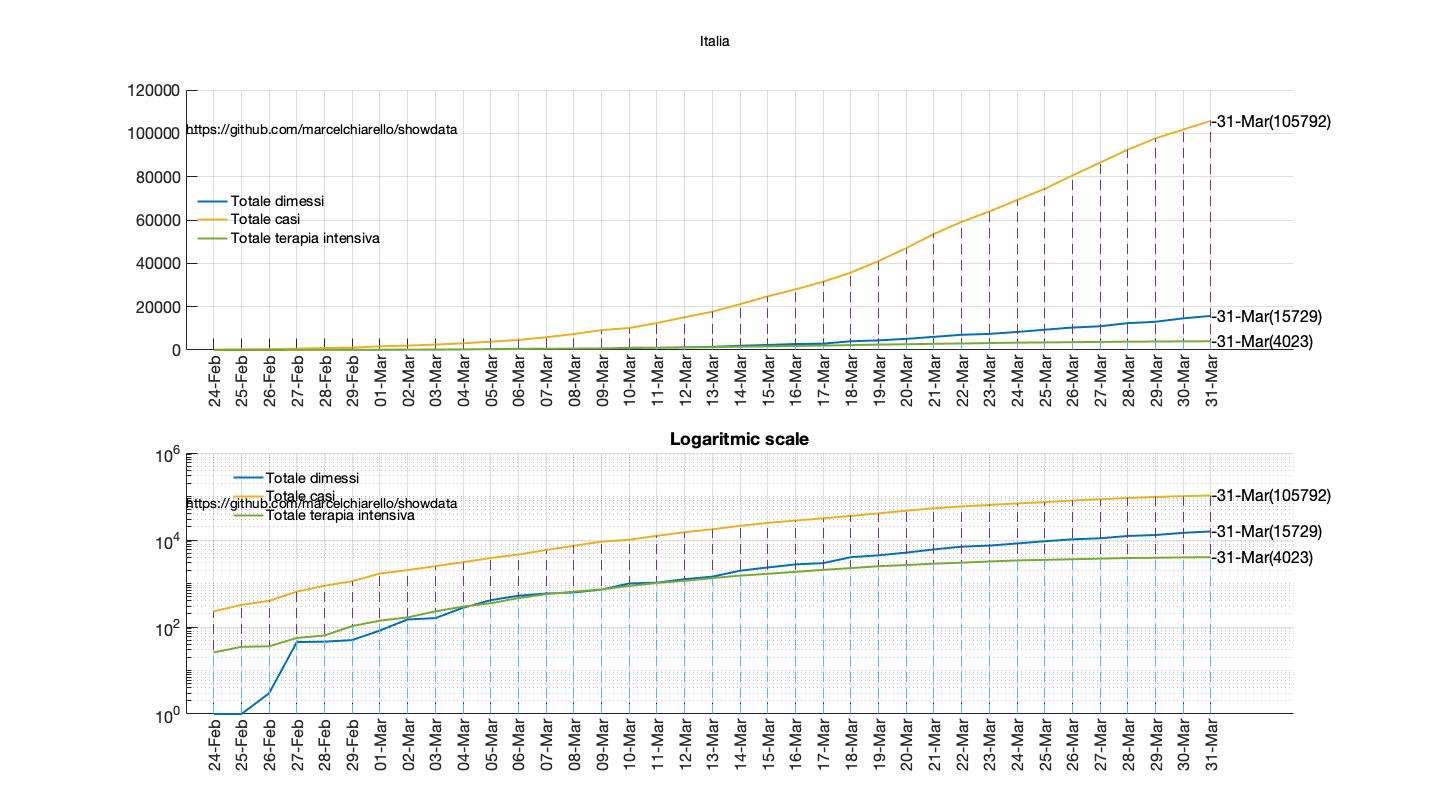 Italia
120000
100000
80000
60000
40000
20000
0
https://github.com/marcelchiarello/showdata
Totale dimessi
Totale casi
Totale terapia intensiva
-31-Mar(105792)
-31-Mar(15729)
-31-Mar(4023)
24-Feb
25-Feb
26-Feb
27-Feb
28-Feb
29-Feb
01-Mar
02-Mar
03-Mar
04-Mar
05-Mar
06-Mar
07-Mar
08-Mar
09-Mar
10-Mar
11-Mar
12-Mar
13-Mar
14-Mar
15-Mar
16-Mar
17-Mar
18-Mar
19-Mar
20-Mar
21-Mar
22-Mar
23-Mar
24-Mar
25-Mar
26-Mar
27-Mar
28-Mar
29-Mar
30-Mar
31-Mar
Logaritmic scale
10^6
10^4
10^2
10^0
Totale dimessi
Totale casi
https://github.com/marcelchiarello/showdata
Totale terapia intensiva
-31-Mar(105792)
-31-Mar(15729)
-31-Mar(4023)
24-Feb
25-Feb
26-Feb
27-Feb
28-Feb
29-Feb
01-Mar
02-Mar
03-Mar
04-Mar
05-Mar
06-Mar
07-Mar
08-Mar
09-Mar
10-Mar
11-Mar
12-Mar
13-Mar
14-Mar
15-Mar
16-Mar
17-Mar
18-Mar
19-Mar
20-Mar
21-Mar
22-Mar
23-Mar
24-Mar
25-Mar
26-Mar
27-Mar
28-Mar
29-Mar
30-Mar
31-Mar